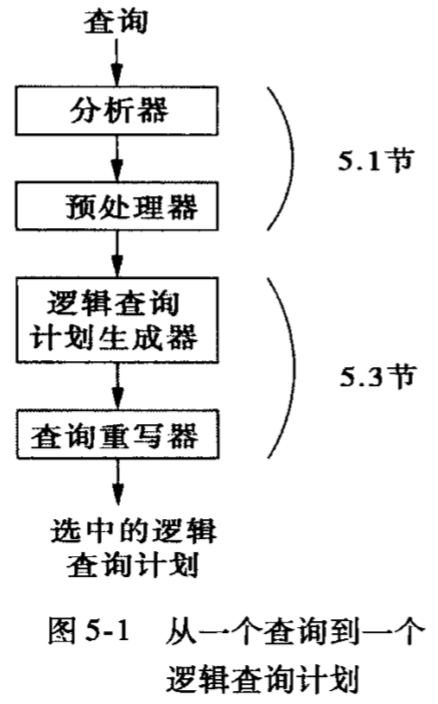 查询
分析器
5.1节
预处理器
逻辑查询
计划生成器
5.3节
查询重写器
选中的逻辑
查询计划
图 5-1 从一个查询到一个
逻辑查询计划